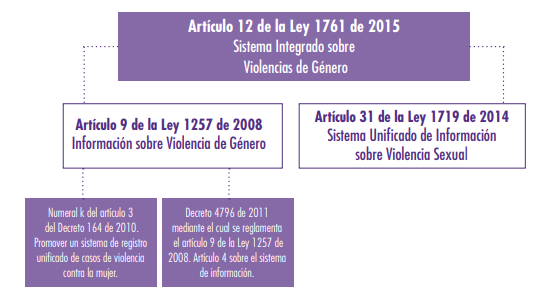 Artículo 12 de la Ley 1761 de 2015
Sistema Integrado sobre
Violencias de Género
Artículo 9 de la Ley 1257 de 2008
Información sobre Violencia de Género
Artículo 31 de la Ley 1719 de 2014
Sistema Unificado de Información
sobre Violencia Sexual
Numeral k del artículo 3
del Decreto 164 de 2010.
Promover un sistema de registro
unificado de casos de violencia
contra la mujer.
Decreto 4796 de 2011
mediante el cual se reglamenta
el artículo 9 de la Ley 1257 de
2008. Artículo 4 sobre el sistema
de información.